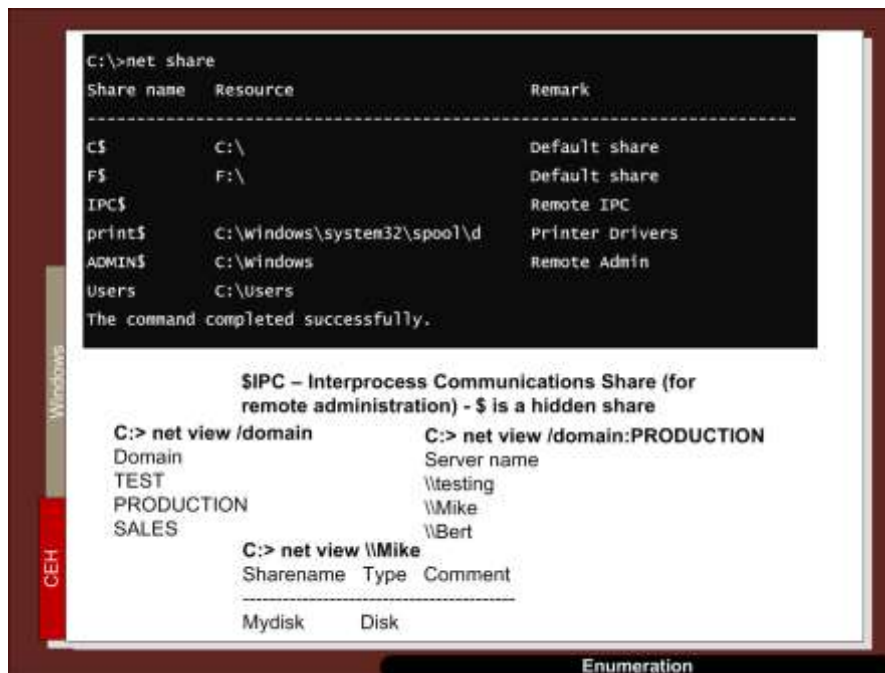 C:\>net share
Share name Resource Remark
-------------------------------------------------------------------------------
C$ C:\ Default share
F$ F:\ Default share
IPC$ Remote IPC
print$ C:\Windows\system32\spool\d Printer Drivers
ADMIN$ C:\Windows Remote Admin
Users C:\Users
The command completed successfully.
$IPC – Interprocess Communications Share (for
remote administration) - $ is a hidden share
C:> net view /domain
Domain
TEST
PRODUCTION
SALES
C:> net view /domain:PRODUCTION
Server name
\\testing
\\Mike
\\Bert
C:> net view \\Mike
Sharename Type Comment
------------------------------------------
Mydisk Disk
Windows
CEH
Enumeration